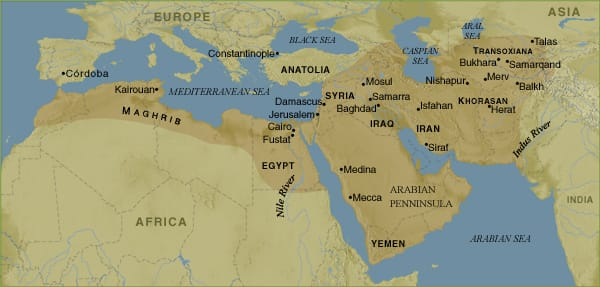 EUROPE
ASIA
ARAL
SEA
BLACK SEA
Talas
Constantinople
CASPIAN
SEA
TRANSOXIANA
Bukhara
Samarqand
Córdoba
ANATOLIA
Merv
Mosul
Nishapur
Balkh
Kairouan
MEDITERRANEAN SEA
SYRIA
Samarra
KHORASAN
Damascus
Baghdad
Isfahan
Herat
MAGHRIB
Jerusalem
IRAQ
IRAN
Cairo
Fustat
Siraf
Indus River
EGYPT
Medina
Nile River
ARABIAN
PENNINSULA
Mecca
INDIA
AFRICA
YEMEN
ARABIAN SEA